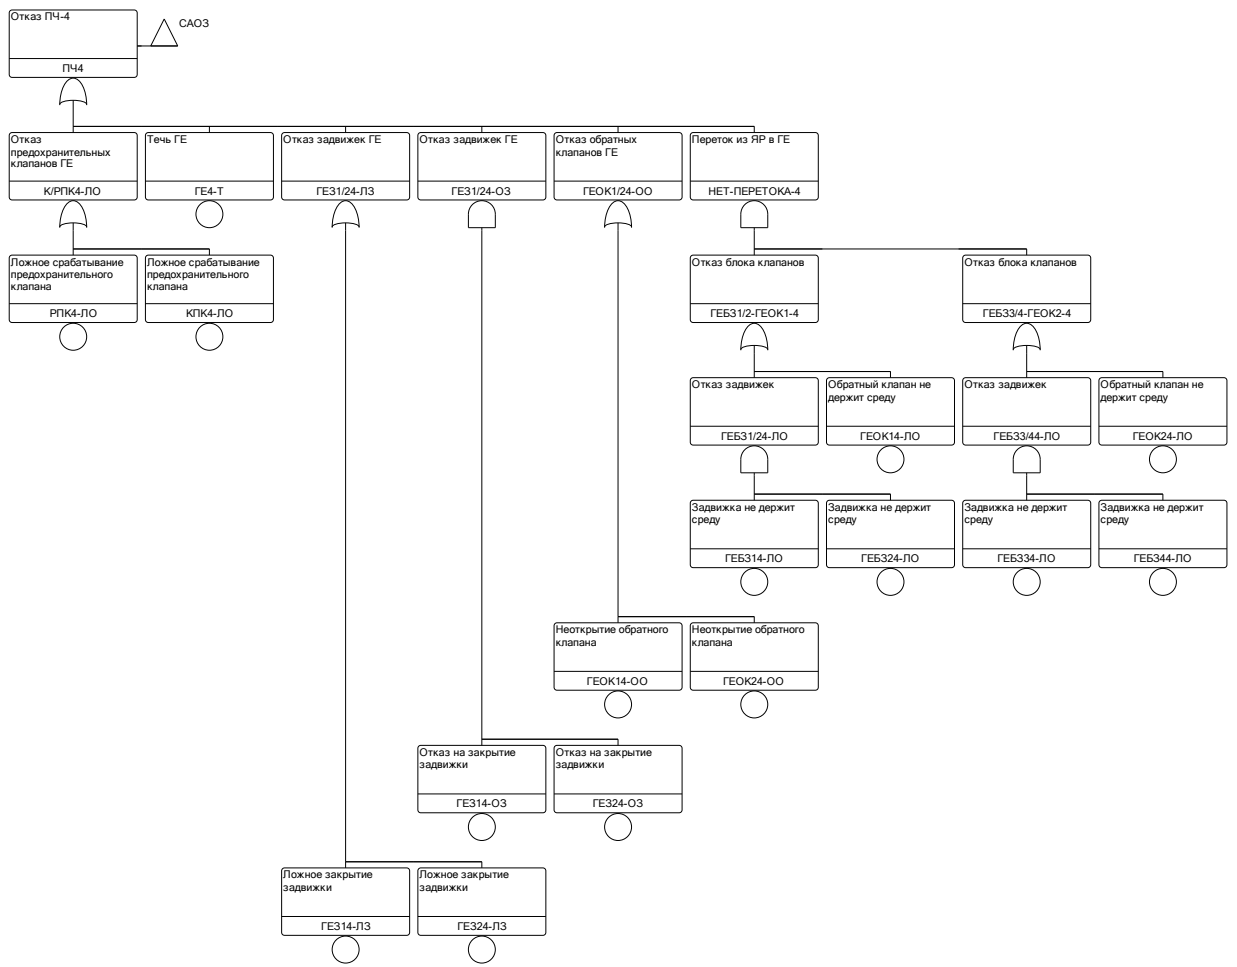 Отказ ПЧ-4
САОЗ
ПЧ4
Отказ
предохранительных
клапанов ГЕ
К/РПК4-ЛО
Течь ГЕ
ГЕ4-Т
Отказ задвижек ГЕ
ГЕЗ1/24-ЛЗ
Отказ задвижек ГЕ
ГЕЗ1/24-ОЗ
Отказ обратных
клапанов ГЕ
ГЕОК1/24-ОО
Переток из ЯР в ГЕ
НЕТ-ПЕРЕТОКА-4
Ложное срабатывание
предохранительного
клапана
РПК4-ЛО
Ложное срабатывание
предохранительного
клапана
КПК4-ЛО
Отказ блока клапанов
ГЕБЗ1/2-ГЕОК1-4
Отказ блока клапанов
ГЕБЗ3/4-ГЕОК2-4
Отказ задвижек
ГЕБЗ1/24-ЛО
Обратный клапан не
держит среду
ГЕОК14-ЛО
Отказ задвижек
ГЕБЗ3/44-ЛО
Обратный клапан не
держит среду
ГЕОК24-ЛО
Задвижка не держит
среду
ГЕБЗ14-ЛО
Задвижка не держит
среду
ГЕБЗ24-ЛО
Задвижка не держит
среду
ГЕБЗ34-ЛО
Задвижка не держит
среду
ГЕБЗ44-ЛО
Неоткрытие обратного
клапана
ГЕОК14-ОО
Неоткрытие обратного
клапана
ГЕОК24-ОО
Отказ на закрытие
задвижки
ГЕЗ14-ОЗ
Отказ на закрытие
задвижки
ГЕЗ24-ОЗ
Ложное закрытие
задвижки
ГЕЗ14-ЛЗ
Ложное закрытие
задвижки
ГЕЗ24-ЛЗ